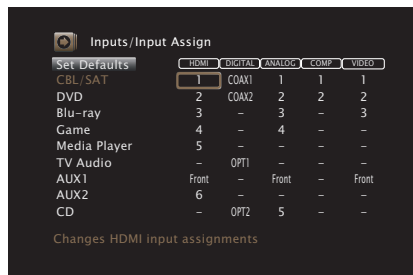 Inputs/Input Assign
Set Defaults HDMI DIGITAL ANALOG COMP VIDEO
CBL/SAT 1 COAX1 1 1 1
DVD 2 COAX2 2 2 2
Blu-ray 3 – 3 – 3
Game 4 – 4 – –
Media Player 5 – – – –
TV Audio – OPT1 – – –
AUX1 Front – Front – Front
AUX2 6 – – – –
CD – OPT2 5 – –
Changes HDMI input assignments